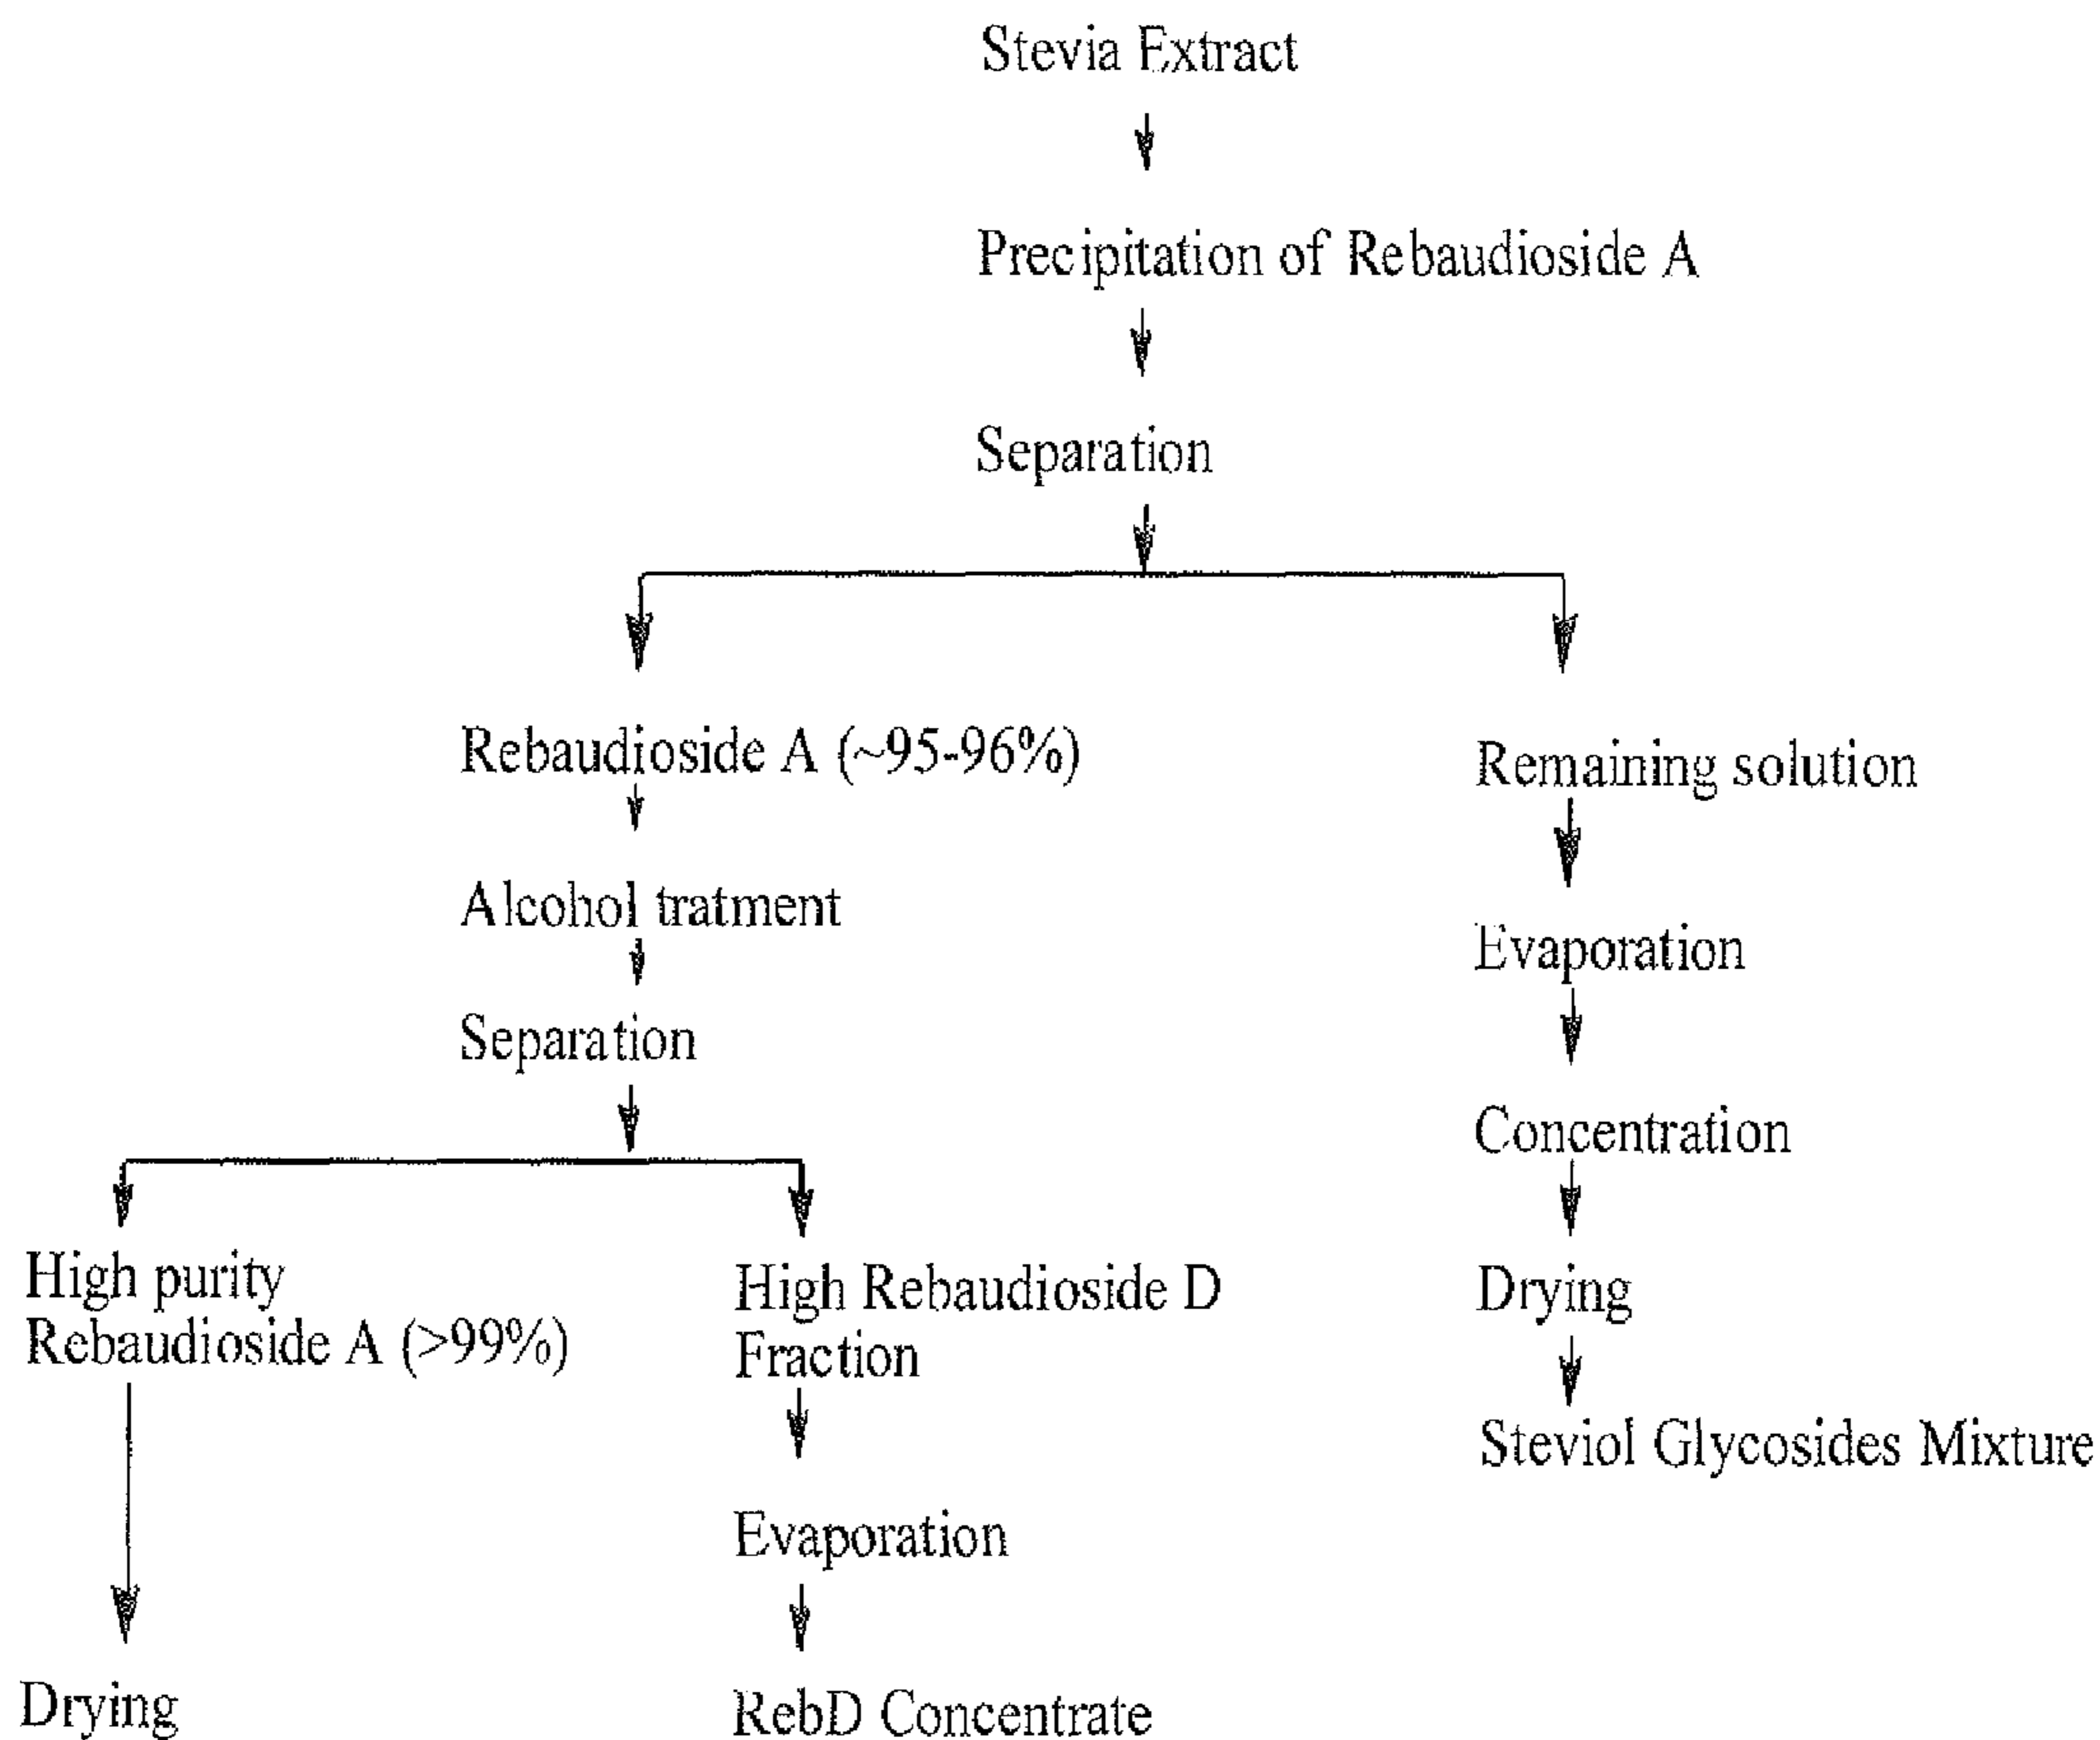 Stevia Extract
Precipitation of Rebaudioside A
Separation
Rebaudioside A (~95-96%)
Alcohol tratment
Separation
High purity
Rebaudioside A (>99%)
Drying
High Rebaudioside D
Fraction
Evaporation
RebD Concentrate
Remaining solution
Evaporation
Concentration
Drying
Steviol Glycosides Mixture